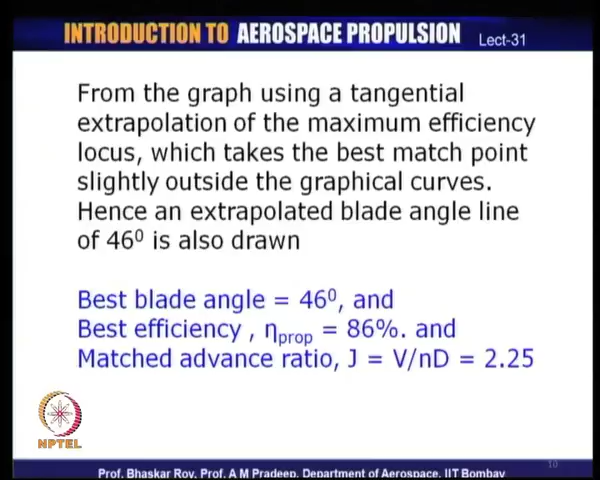 INTRODUCTION TO AEROSPACE PROPULSION Lect-31
From the graph using a tangential
extrapolation of the maximum efficiency
locus, which takes the best match point
slightly outside the graphical curves.
Hence an extrapolated blade angle line
of 46⁰ is also drawn
Best blade angle = 46⁰, and
Best efficiency , ηprop = 86%. and
Matched advance ratio, J = V/nD = 2.25
NPTEL
10
Prof. Bhaskar Roy, Prof. A M Pradeep, Department of Aerospace, IIT Bombay